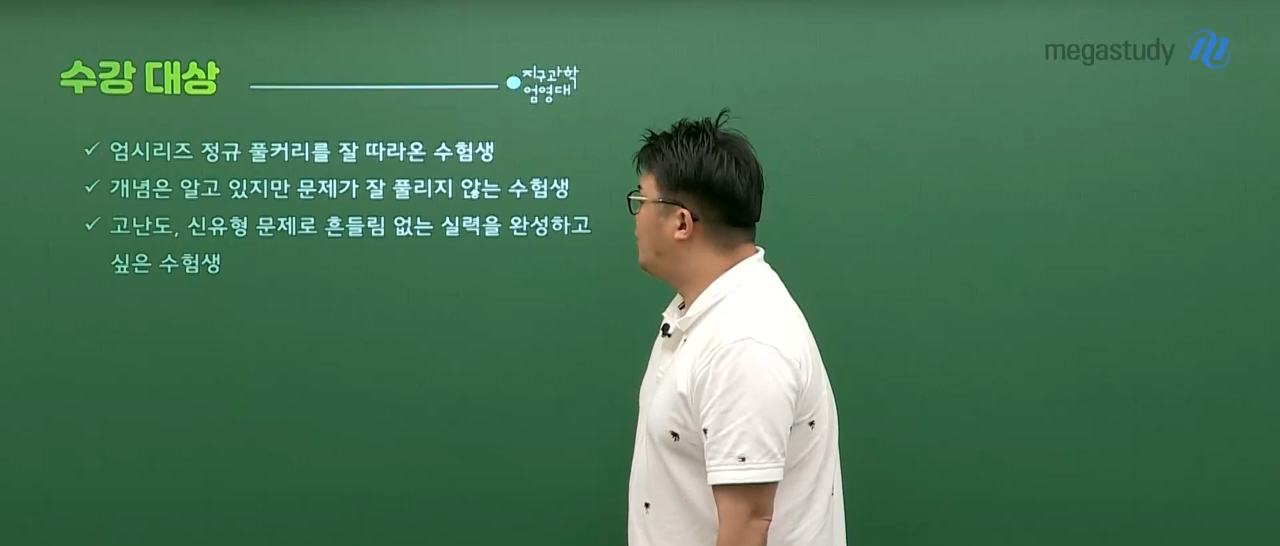 megastudy
수강 대상
지구과학
엄영대
✓ 엄시리즈 정규 풀커리를 잘 따라온 수험생
✓ 개념은 알고 있지만 문제가 잘 풀리지 않는 수험생
✓ 고난도, 신유형 문제로 흔들림 없는 실력을 완성하고
싶은 수험생